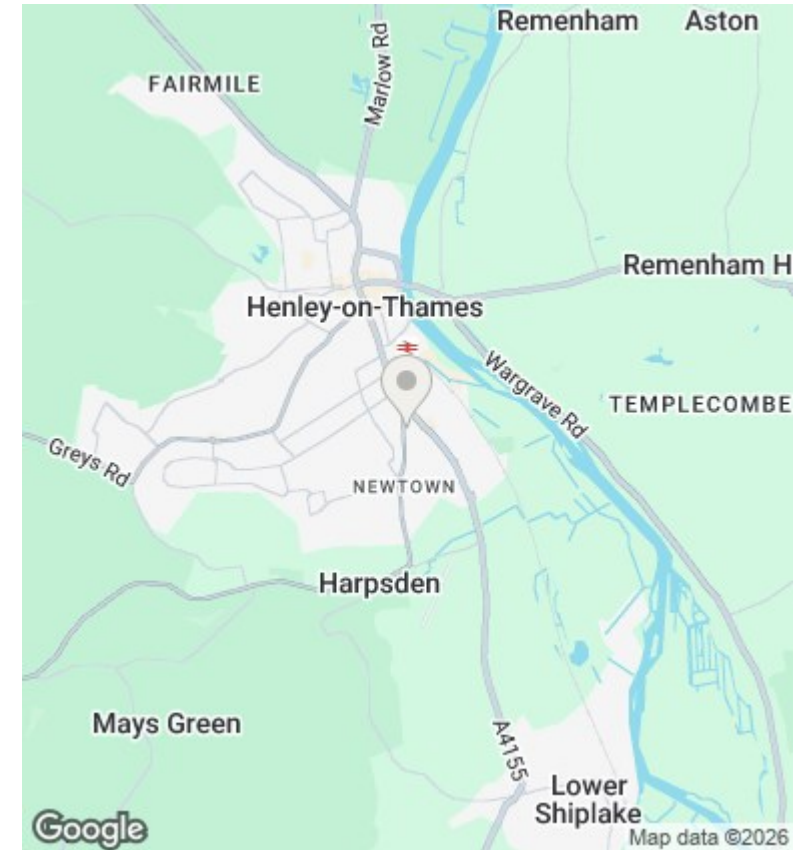 Remenham
Aston
FAIRMILE
Marlow Rd
Remenham H
Henley-on-Thames
Wargrave Rd
TEMPLECOMBE
Greys Rd
NEWTOWN
Harpsden
Mays Green
A4155
Lower
Shiplake
Google
Map data ©2026